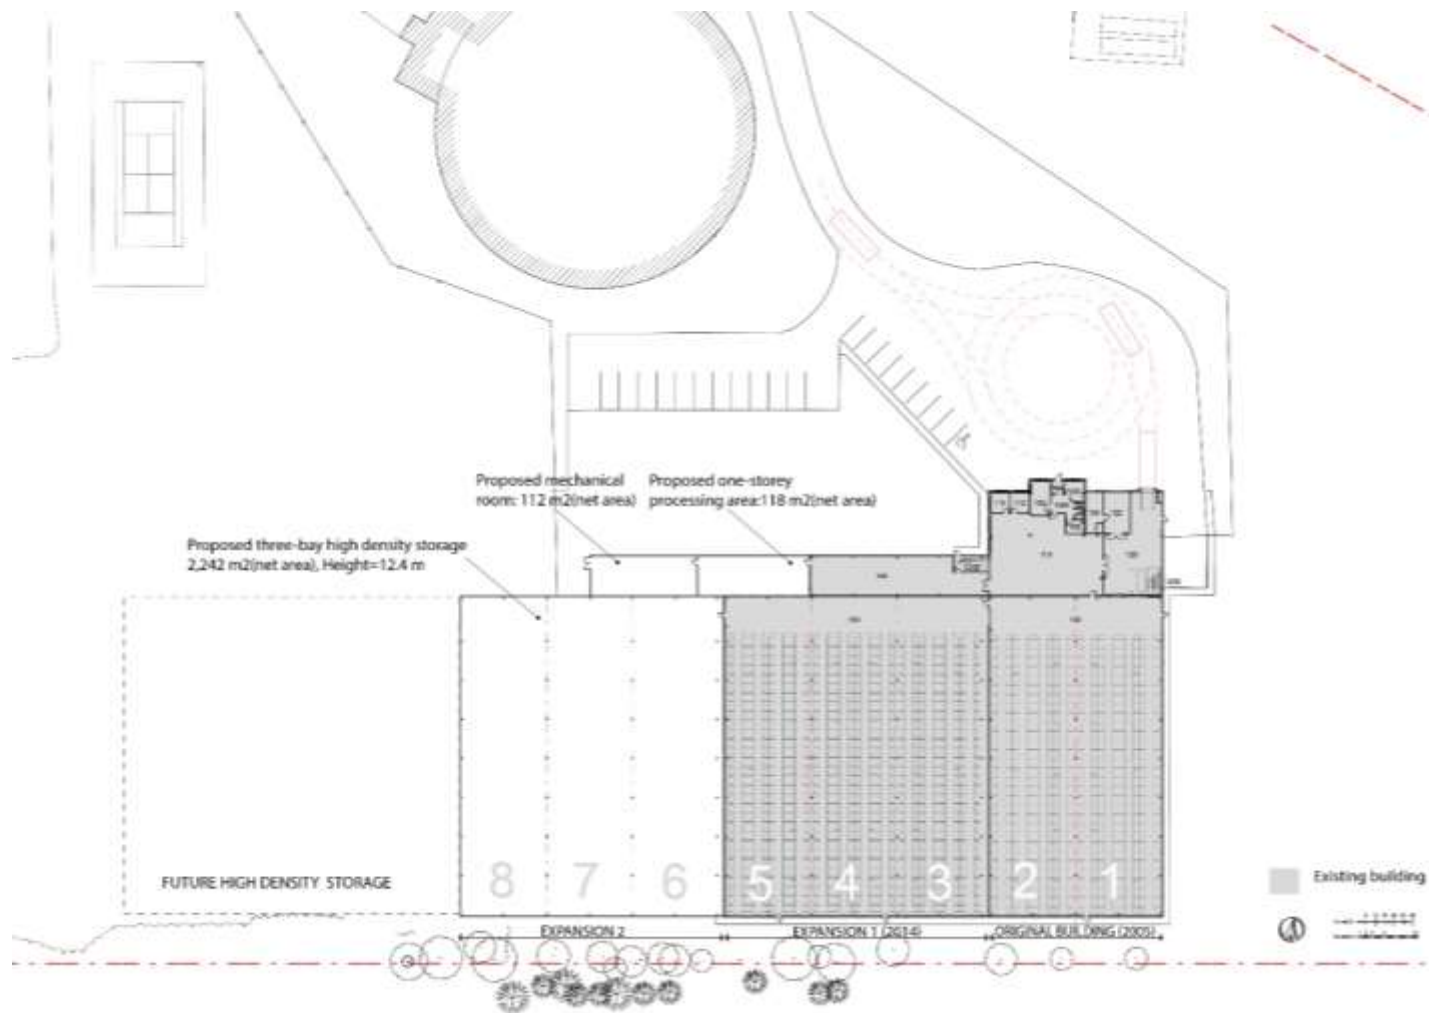 Proposed mechanical
room: 112 m2(net area)
Proposed one-storey
processing area:118 m2(net area)
Proposed three-bay high density storage
2,242 m2(net area), Height=12.4 m
8 7 6 5 4 3 2 1
FUTURE HIGH DENSITY STORAGE
Existing building
EXPANSION 2
EXPANSION 1 (2014)
ORIGINAL BUILDING (2005)